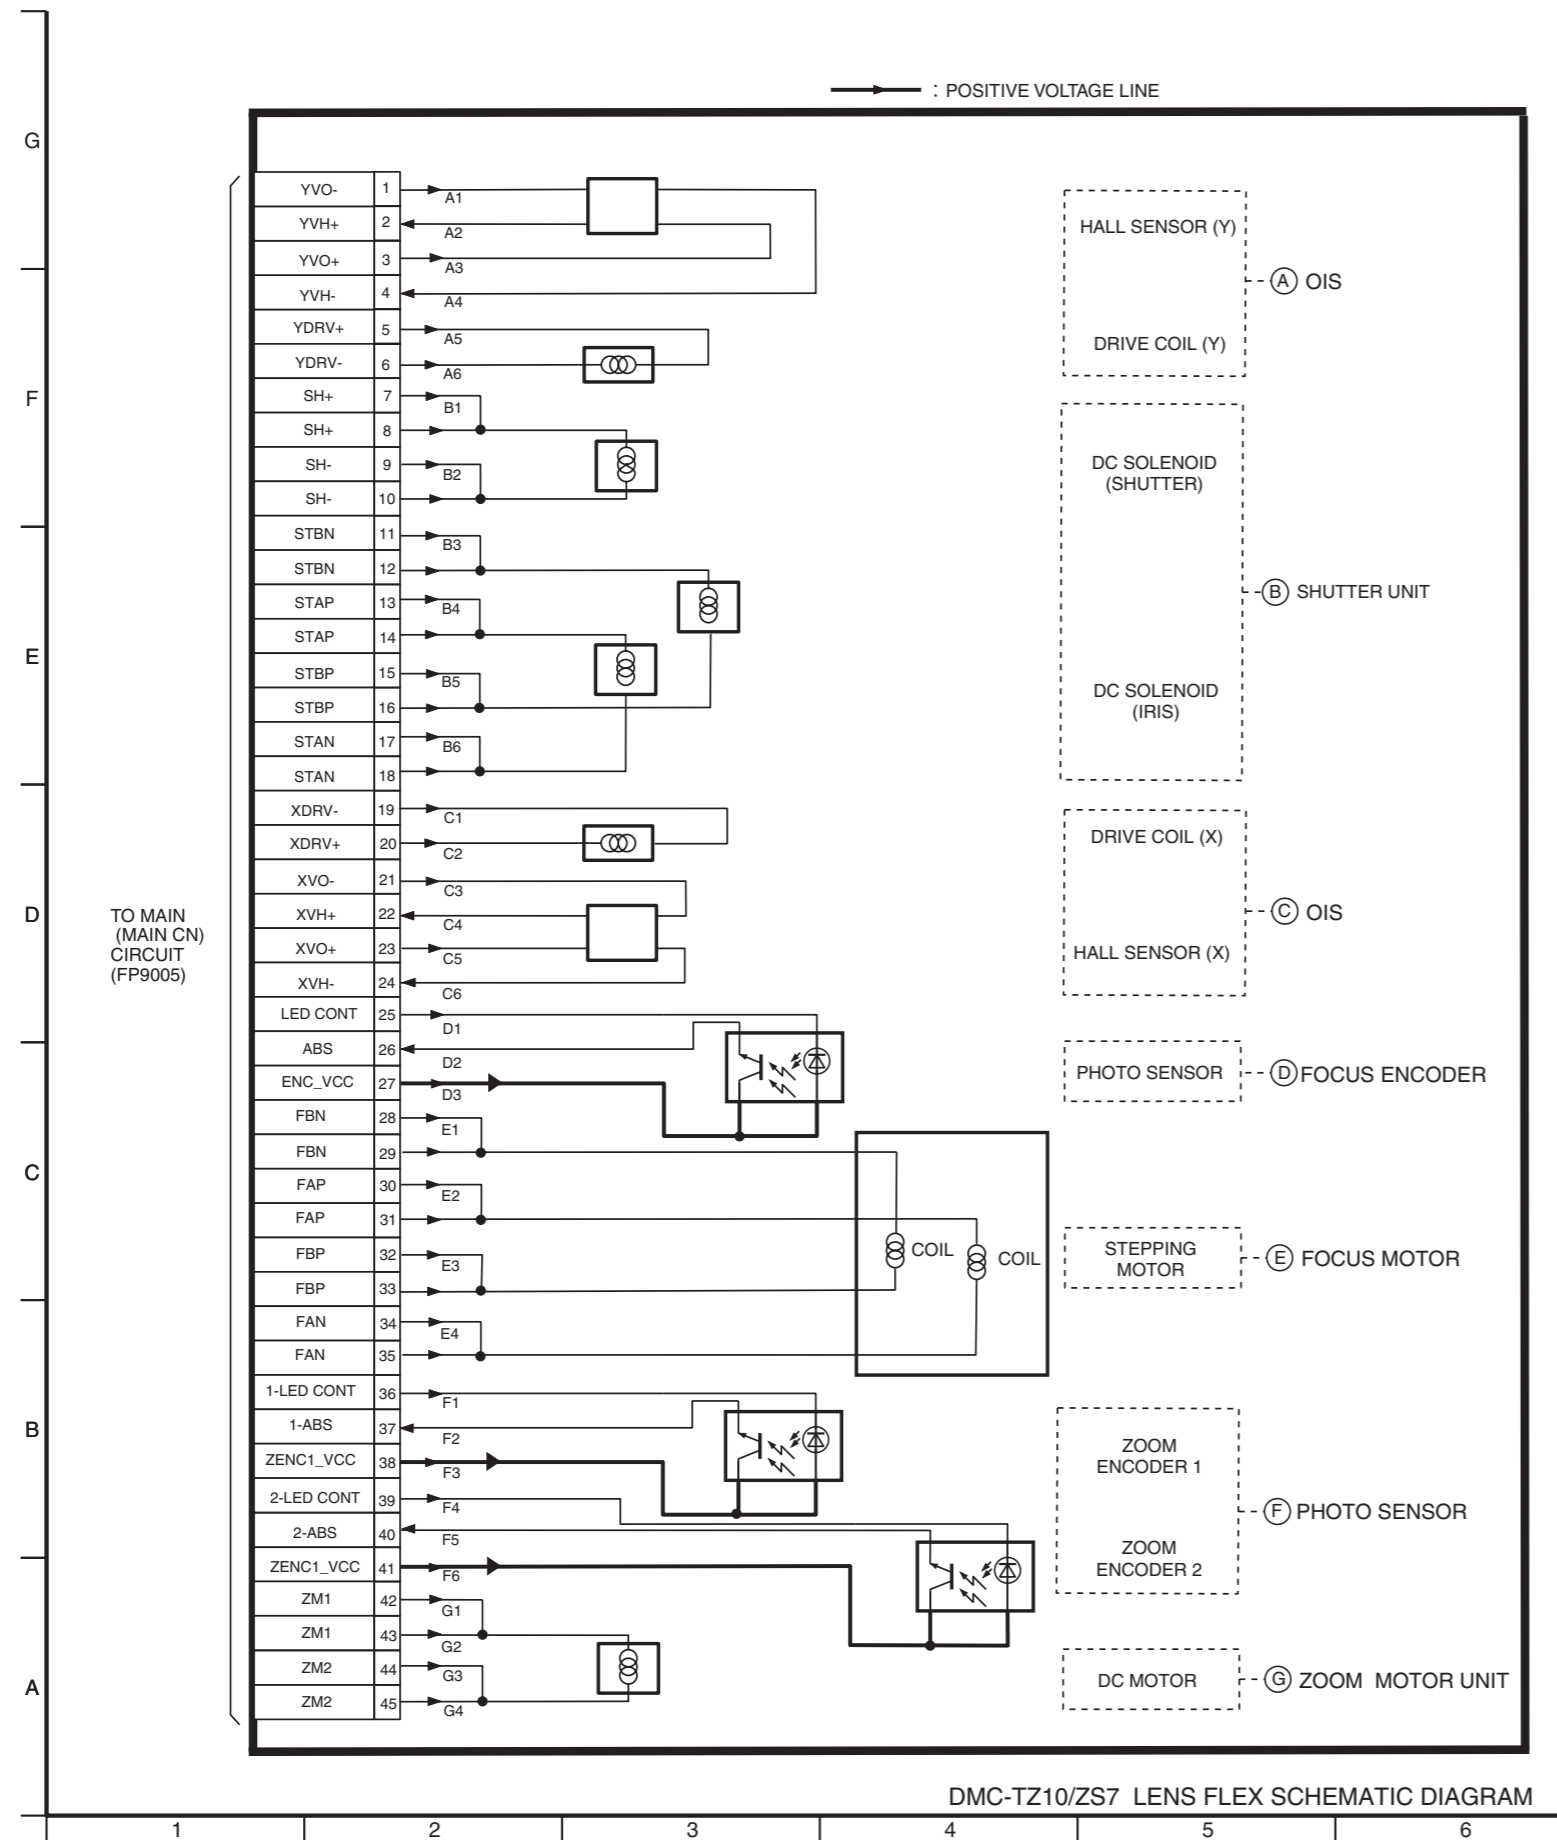 : POSITIVE VOLTAGE LINE
G
F
E
D
C
B
A
TO MAIN
(MAIN CN)
CIRCUIT
(FP9005)
YVO- 1 A1
YVH+ 2 A2
YVO+ 3 A3
YVH- 4 A4
YDRV+ 5 A5
YDRV- 6 A6
SH+ 7 B1
SH+ 8
SH- 9 B2
SH- 10
STBN 11 B3
STBN 12
STAP 13 B4
STAP 14
STBP 15 B5
STBP 16
STAN 17 B6
STAN 18
XDRV- 19 C1
XDRV+ 20 C2
XVO- 21 C3
XVH+ 22 C4
XVO+ 23 C5
XVH- 24 C6
LED CONT 25 D1
ABS 26 D2
ENC_VCC 27 D3
FBN 28 E1
FBN 29
FAP 30 E2
FAP 31
FBP 32 E3
FBP 33
FAN 34 E4
FAN 35
1-LED CONT 36 F1
1-ABS 37 F2
ZENC1_VCC 38 F3
2-LED CONT 39 F4
2-ABS 40 F5
ZENC1_VCC 41 F6
ZM1 42 G1
ZM1 43 G2
ZM2 44 G3
ZM2 45 G4
COIL
COIL
HALL SENSOR (Y)
DRIVE COIL (Y)
A OIS
DC SOLENOID
(SHUTTER)
DC SOLENOID
(IRIS)
B SHUTTER UNIT
DRIVE COIL (X)
HALL SENSOR (X)
C OIS
PHOTO SENSOR
D FOCUS ENCODER
STEPPING
MOTOR
E FOCUS MOTOR
ZOOM
ENCODER 1
ZOOM
ENCODER 2
F PHOTO SENSOR
DC MOTOR
G ZOOM MOTOR UNIT
DMC-TZ10/ZS7 LENS FLEX SCHEMATIC DIAGRAM
1 2 3 4 5 6